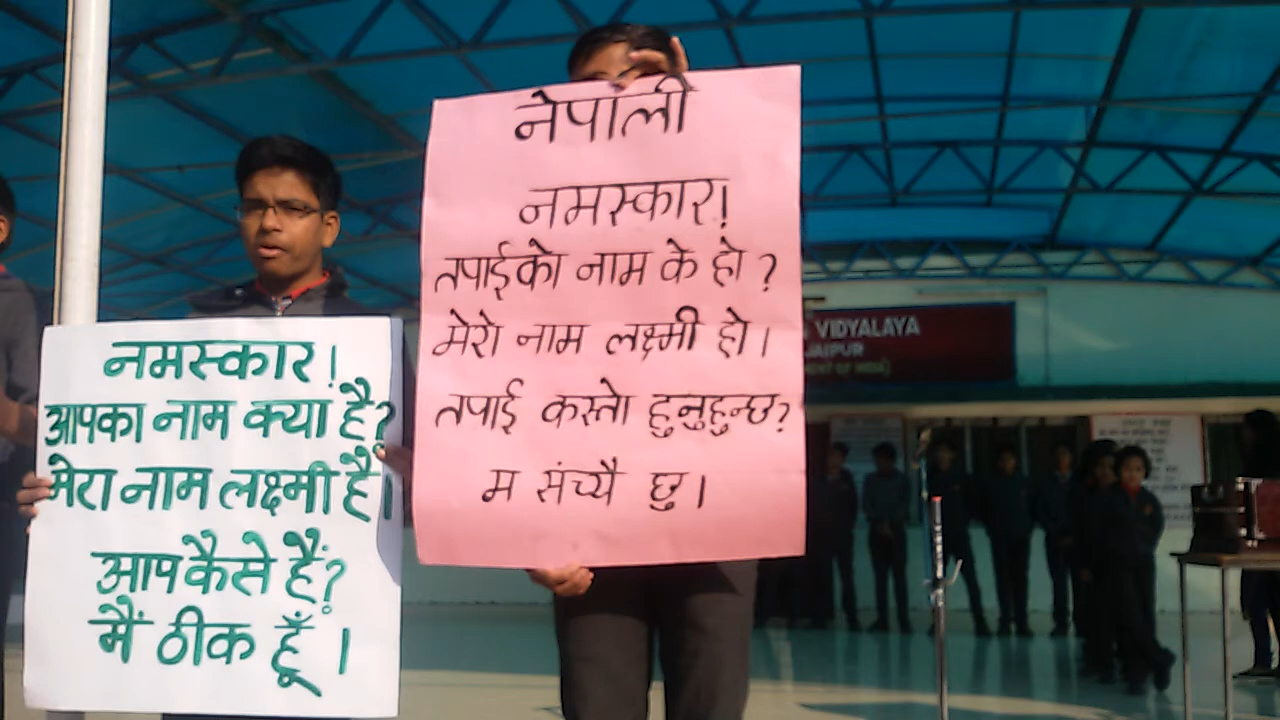 नमस्कार!
आपका नाम क्या है?
मेरा नाम लक्ष्मी है।
आप कैसे हैं?
मैं ठीक हूँ।
नेपाली
नमस्कार!
तपाईको नाम के हो?
मेरो नाम लक्ष्मी हो।
तपाई कस्तो हुनुहुन्छ?
म संच्यै छु।
VIDYALAYA
JAIPUR